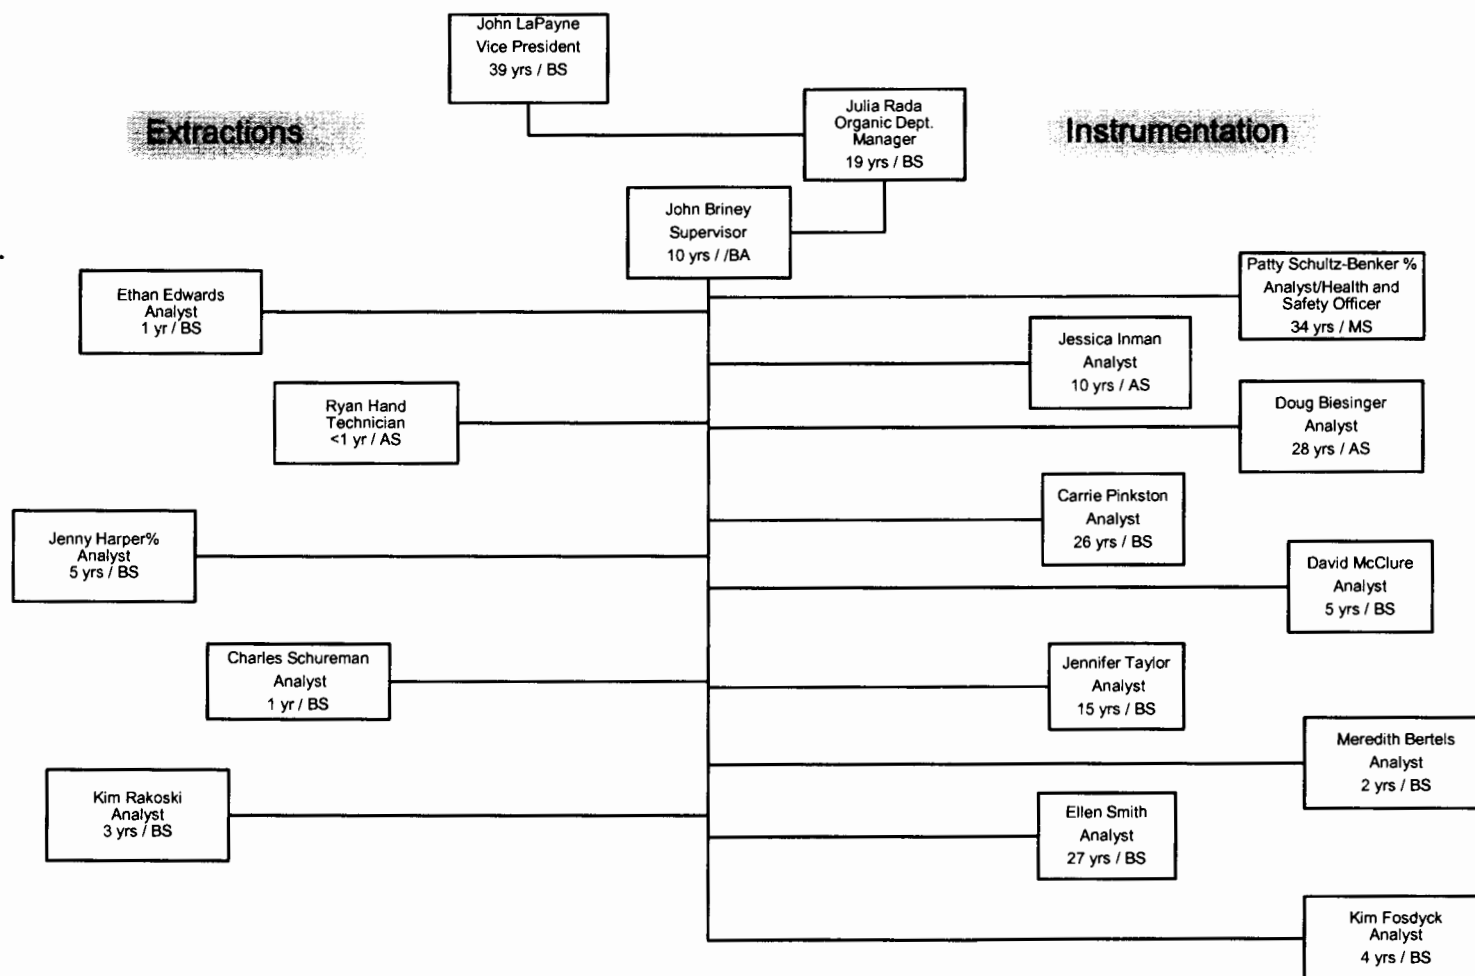 John LaPayne
Vice President
39 yrs / BS
Extractions
Julia Rada
Organic Dept.
Manager
19 yrs / BS
Instrumentation
John Briney
Supervisor
10 yrs / /BA
Patty Schultz-Benker %
Analyst/Health and
Safety Officer
34 yrs / MS
Ethan Edwards
Analyst
1 yr / BS
Jessica Inman
Analyst
10 yrs / AS
Ryan Hand
Technician
<1 yr / AS
Doug Biesinger
Analyst
28 yrs / AS
Carrie Pinkston
Analyst
26 yrs / BS
Jenny Harper%
Analyst
5 yrs / BS
David McClure
Analyst
5 yrs / BS
Charles Schureman
Analyst
1 yr / BS
Jennifer Taylor
Analyst
15 yrs / BS
Meredith Bertels
Analyst
2 yrs / BS
Kim Rakoski
Analyst
3 yrs / BS
Ellen Smith
Analyst
27 yrs / BS
Kim Fosdyck
Analyst
4 yrs / BS